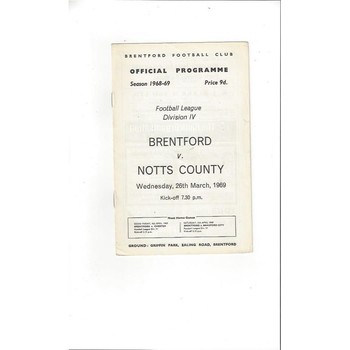 BRENTFORD FOOTBALL CLUB
OFFICIAL PROGRAMME
Season 1968-69 Price 9d.
Football League
Division IV
BRENTFORD
v.
NOTTS COUNTY
Wednesday, 26th March, 1969
Kick-off 7.30 p.m.
GROUND: GRIFFIN PARK, EALING ROAD, BRENTFORD